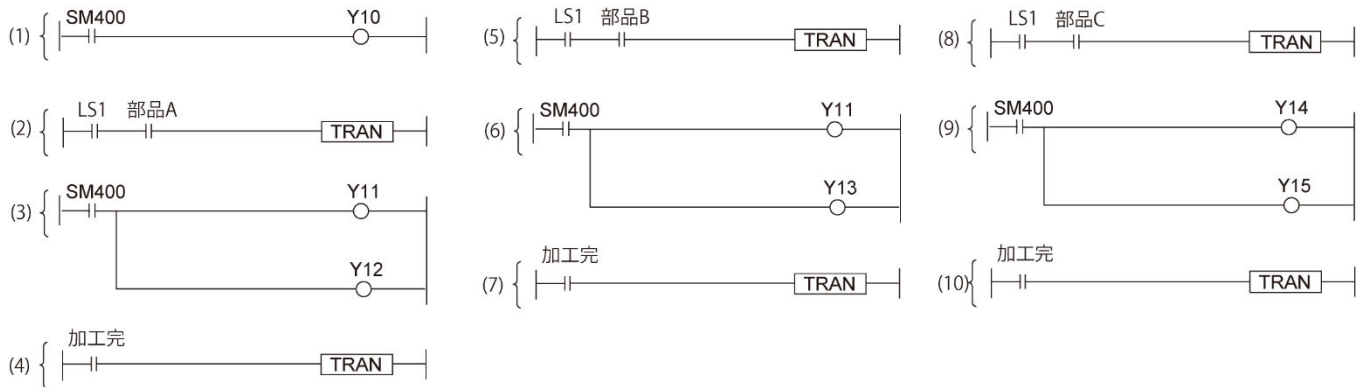 (1) SM400 Y10
(2) LS1 部品A TRAN
(3) SM400 Y11
Y12
(4) 加工完 TRAN
(5) LS1 部品B TRAN
(6) SM400 Y11
Y13
(7) 加工完 TRAN
(8) LS1 部品C TRAN
(9) SM400 Y14
Y15
(10) 加工完 TRAN